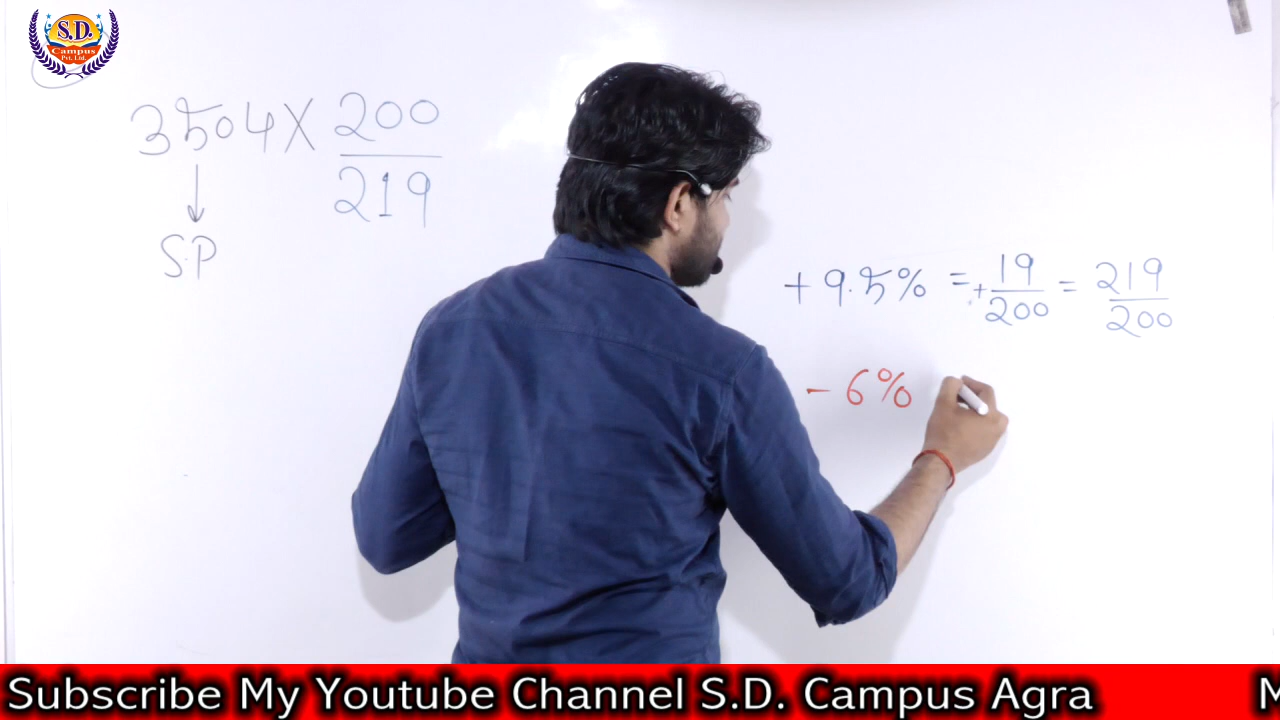 S.D.
Campus
Pvt. Ltd.
3504 X 200/219
↓
S.P
+ 9.5% = + 19/200 = 219/200
- 6%
Subscribe My Youtube Channel S.D. Campus Agra M